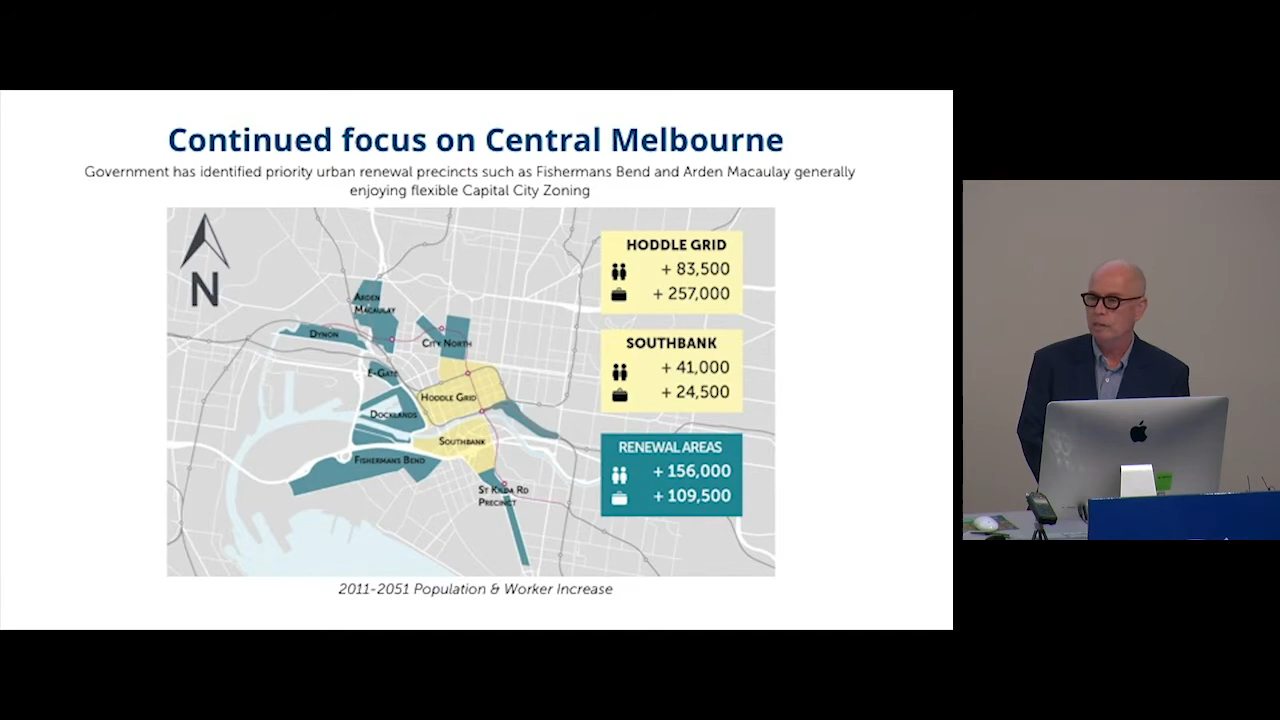 Continued focus on Central Melbourne
Government has identified priority urban renewal precincts such as Fishermans Bend and Arden Macaulay generally
enjoying flexible Capital City Zoning
N
HODDLE GRID
+ 83,500
+ 257,000
SOUTHBANK
+ 41,000
+ 24,500
RENEWAL AREAS
+ 156,000
+ 109,500
ARDEN
MACAULAY
DYNON
CITY NORTH
E-GATE
HODDLE GRID
DOCKLANDS
SOUTHBANK
FISHERMANS BEND
ST KILDA RD
PRECINCT
2011-2051 Population & Worker Increase